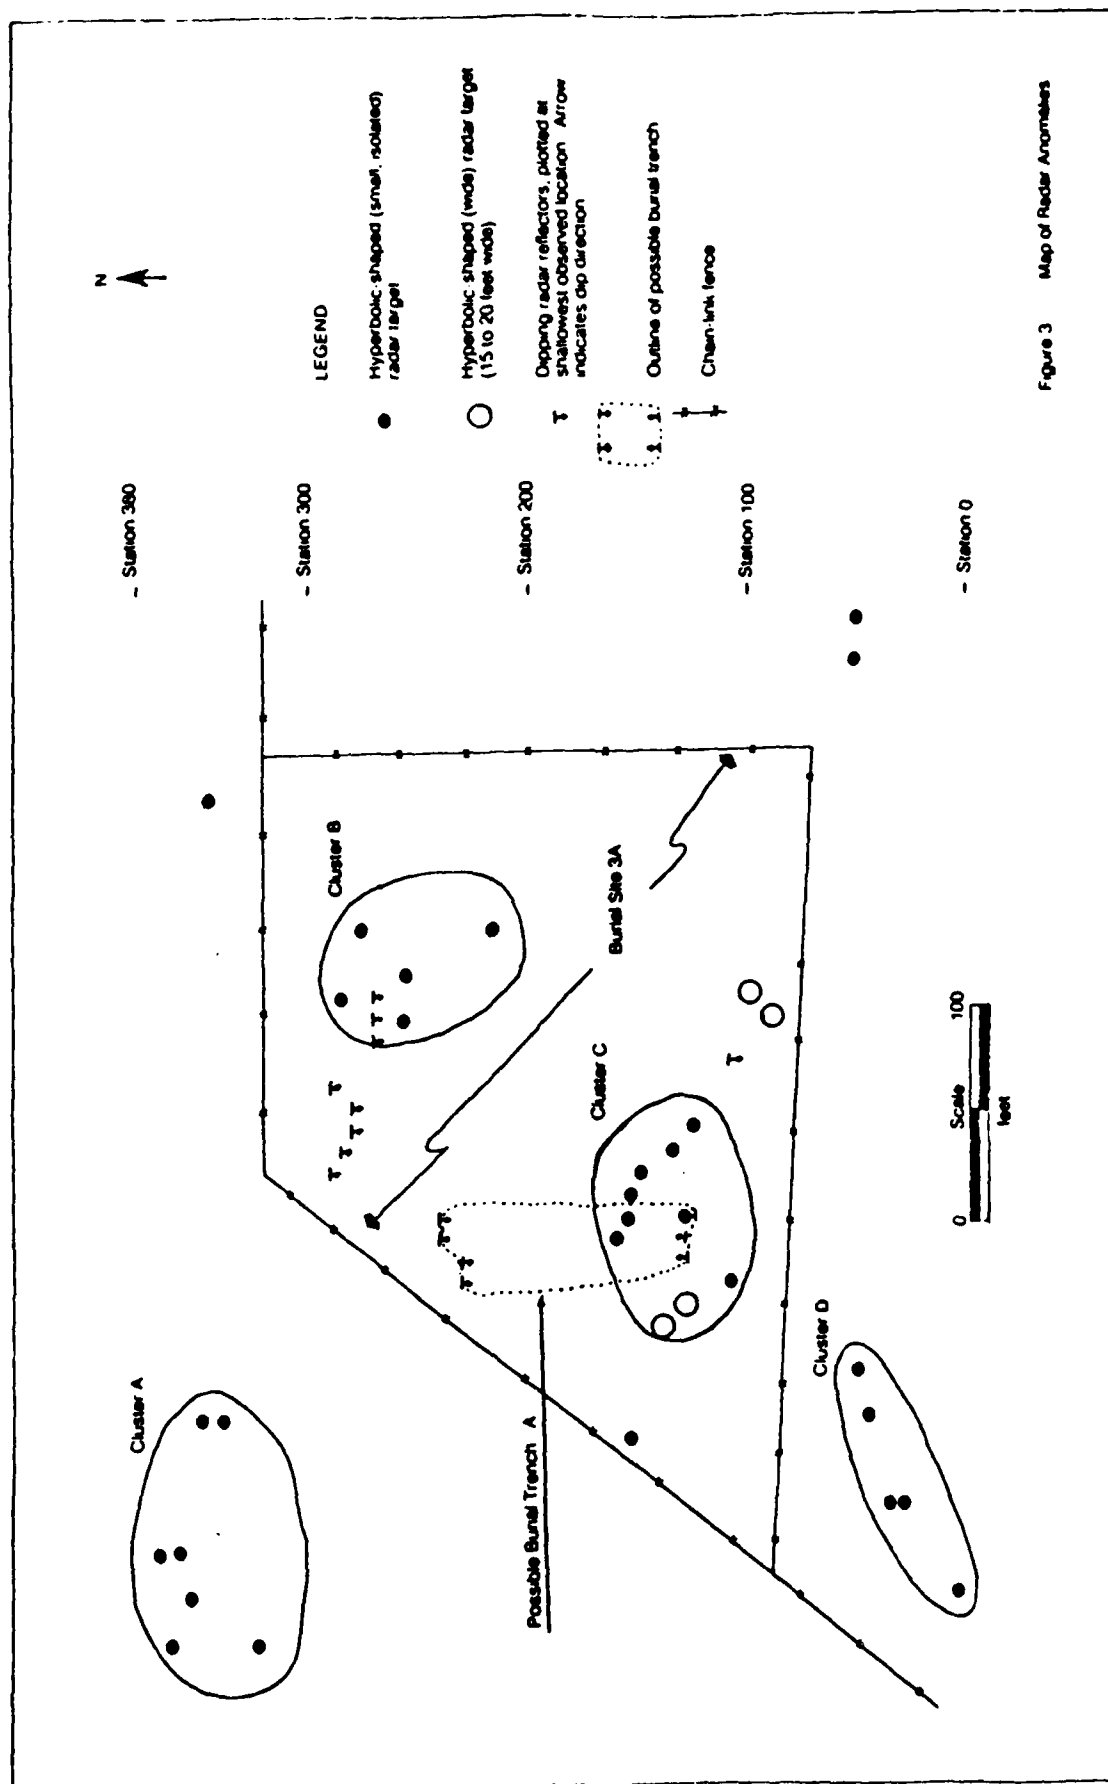 N
LEGEND
Hyperbolic-shaped (small, isolated)
radar target
Hyperbolic-shaped (wide) radar target
(15 to 20 feet wide)
Dipping radar reflectors, plotted at
shallowest observed location Arrow
indicates dip direction
Outline of possible burial trench
Chain-link fence
- Station 380
- Station 300
- Station 200
- Station 100
- Station 0
Cluster A
Cluster B
Cluster C
Cluster D
Burial Site 3A
Possible Burial Trench A
0 Scale 100
feet
Figure 3 Map of Radar Anomalies